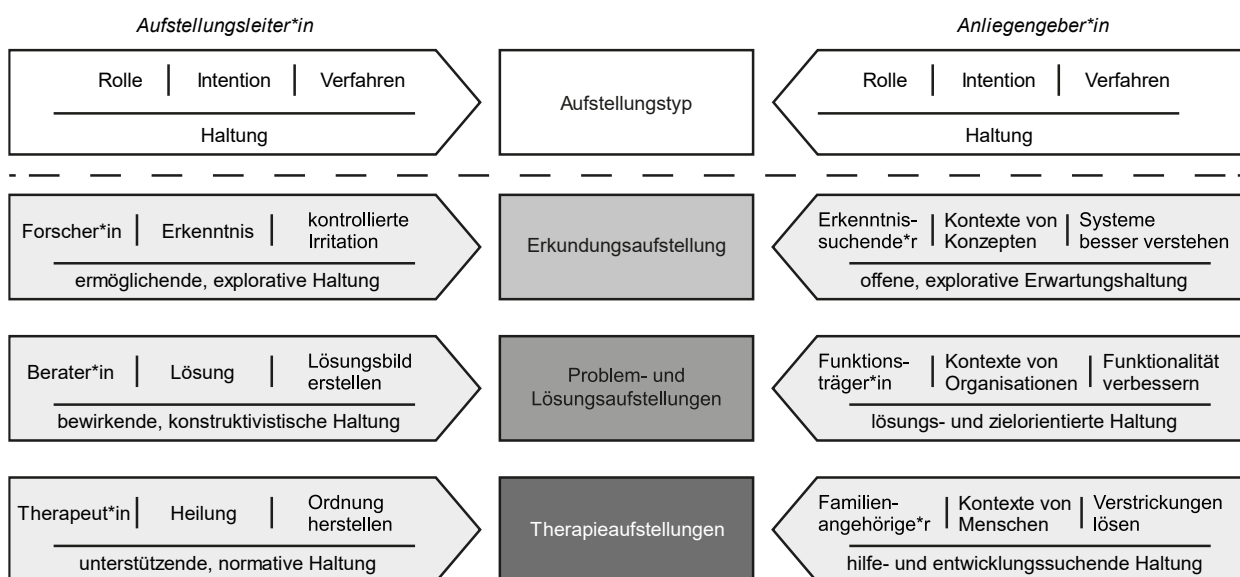 Aufstellungsleiter*in
Anliegengeber*in
Rolle | Intention | Verfahren
Haltung
Aufstellungstyp
Rolle | Intention | Verfahren
Haltung
Forscher*in | Erkenntnis | kontrollierte
Irritation
ermöglichende, explorative Haltung
Erkundungsaufstellung
Erkenntnis-
suchende*r
Kontexte von
Konzepten
Systeme
besser verstehen
offene, explorative Erwartungshaltung
Berater*in | Lösung | Lösungsbild
erstellen
bewirkende, konstruktivistische Haltung
Problem- und
Lösungsaufstellungen
Funktions-
träger*in
Kontexte von
Organisationen
Funktionalität
verbessern
lösungs- und zielorientierte Haltung
Therapeut*in | Heilung | Ordnung
herstellen
unterstützende, normative Haltung
Therapieaufstellungen
Familien-
angehörige*r
Kontexte von
Menschen
Verstrickungen
lösen
hilfe- und entwicklungssuchende Haltung